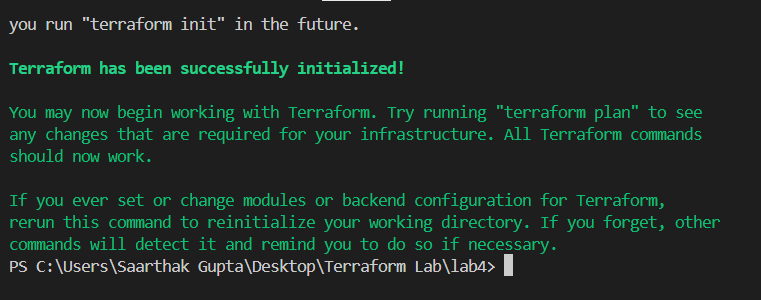 you run "terraform init" in the future.
Terraform has been successfully initialized!
You may now begin working with Terraform. Try running "terraform plan" to see
any changes that are required for your infrastructure. All Terraform commands
should now work.
If you ever set or change modules or backend configuration for Terraform,
rerun this command to reinitialize your working directory. If you forget, other
commands will detect it and remind you to do so if necessary.
PS C:\Users\Saarthak Gupta\Desktop\Terraform Lab\lab4>